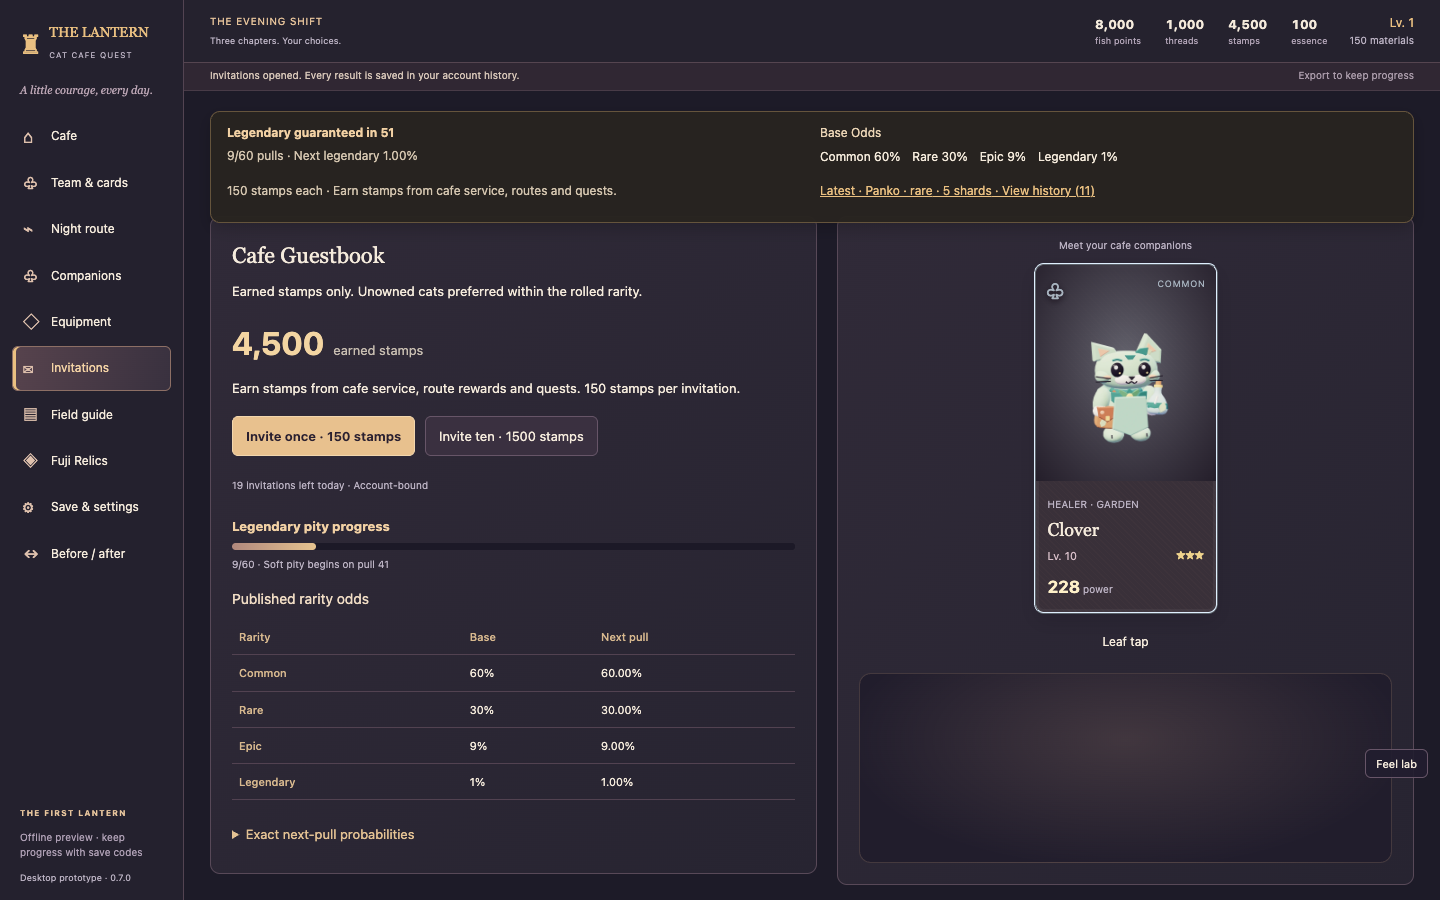 THE LANTERN
CAT CAFE QUEST
A little courage, every day.
Cafe
Team & cards
Night route
Companions
Equipment
Invitations
Field guide
Fuji Relics
Save & settings
Before / after
THE FIRST LANTERN
Offline preview · keep
progress with save codes
Desktop prototype · 0.7.0
THE EVENING SHIFT
Three chapters. Your choices.
8,000
fish points
1,000
threads
4,500
stamps
100
essence
Lv. 1
150 materials
Invitations opened. Every result is saved in your account history.
Export to keep progress
Legendary guaranteed in 51
9/60 pulls · Next legendary 1.00%
150 stamps each · Earn stamps from cafe service, routes and quests.
Base Odds
Common 60% Rare 30% Epic 9% Legendary 1%
Latest · Panko · rare · 5 shards · View history (11)
Cafe Guestbook
Earned stamps only. Unowned cats preferred within the rolled rarity.
4,500 earned stamps
Earn stamps from cafe service, route rewards and quests. 150 stamps per invitation.
Invite once · 150 stamps
Invite ten · 1500 stamps
19 invitations left today · Account-bound
Legendary pity progress
9/60 · Soft pity begins on pull 41
Published rarity odds
Rarity Base Next pull
Common 60% 60.00%
Rare 30% 30.00%
Epic 9% 9.00%
Legendary 1% 1.00%
Exact next-pull probabilities
Meet your cafe companions
COMMON
HEALER · GARDEN
Clover
Lv. 10
228 power
Leaf tap
Feel lab